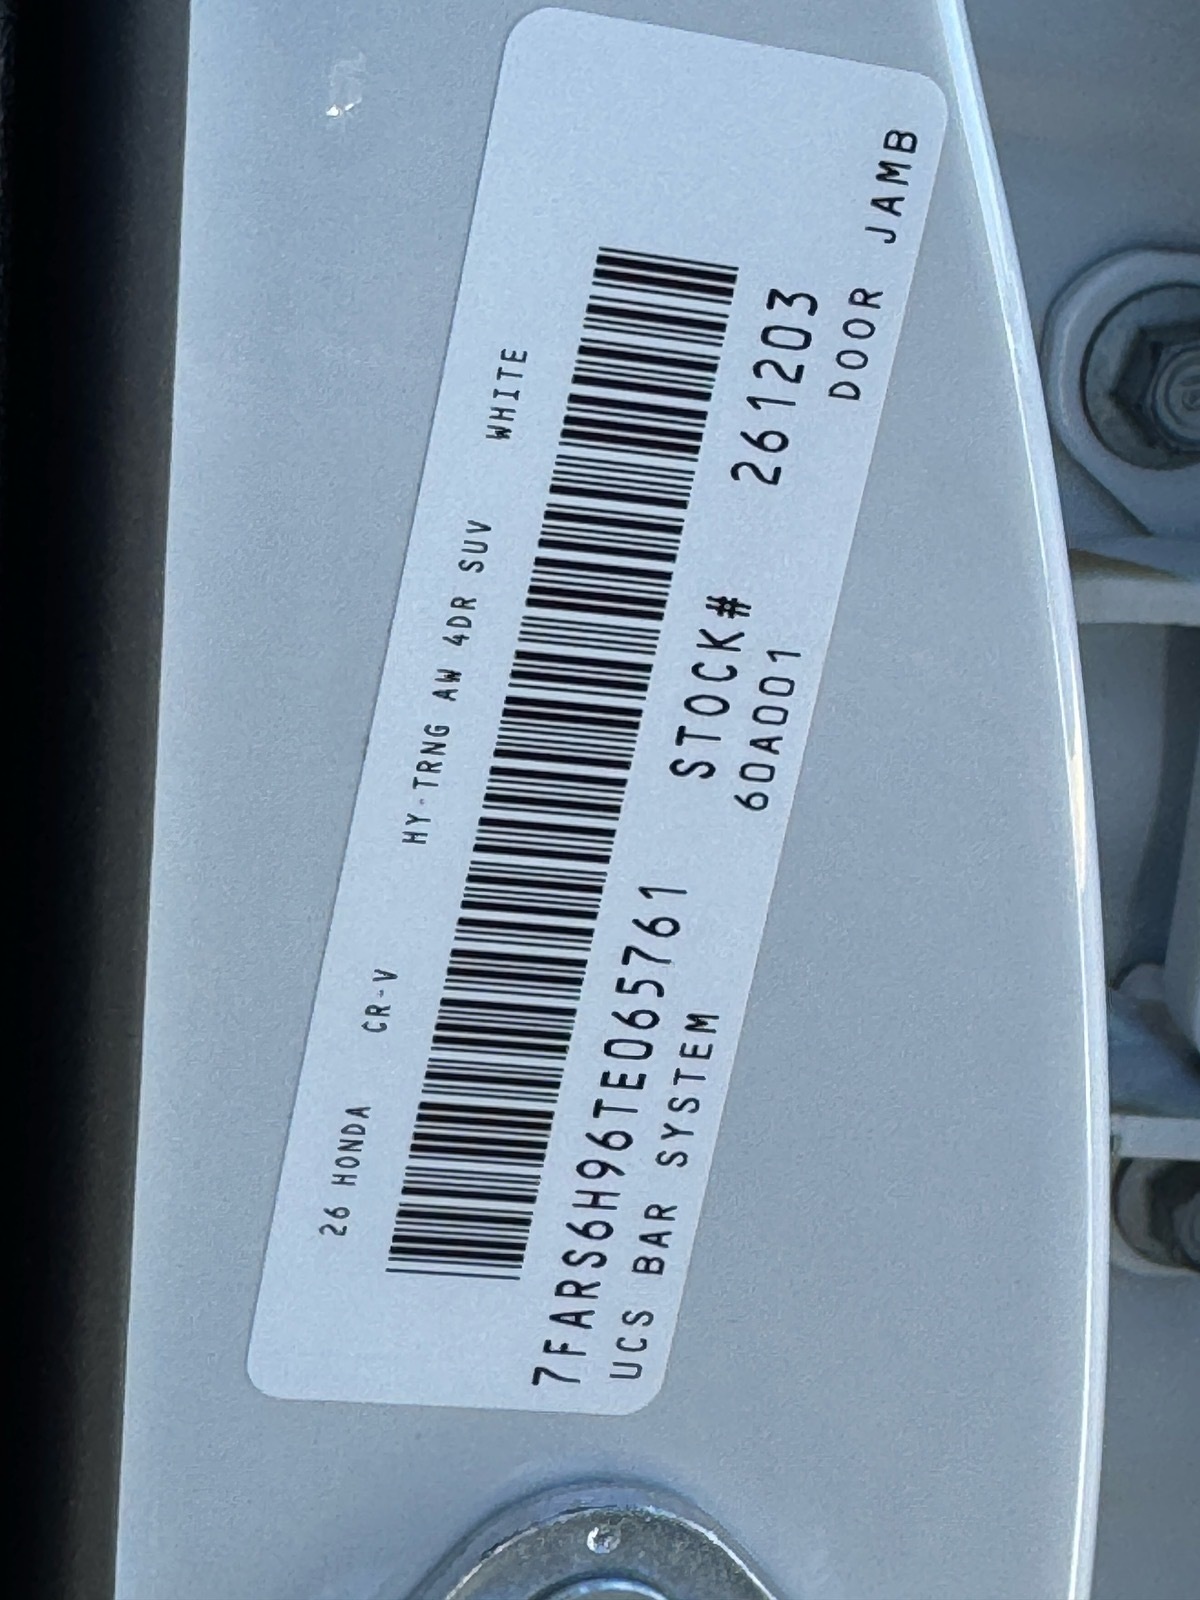 26 HONDA CR-V HY-TRNG AW 4DR SUV WHITE
7FARS6H96TE065761 STOCK# 261203
UCS BAR SYSTEM 60A001 DOOR JAMB